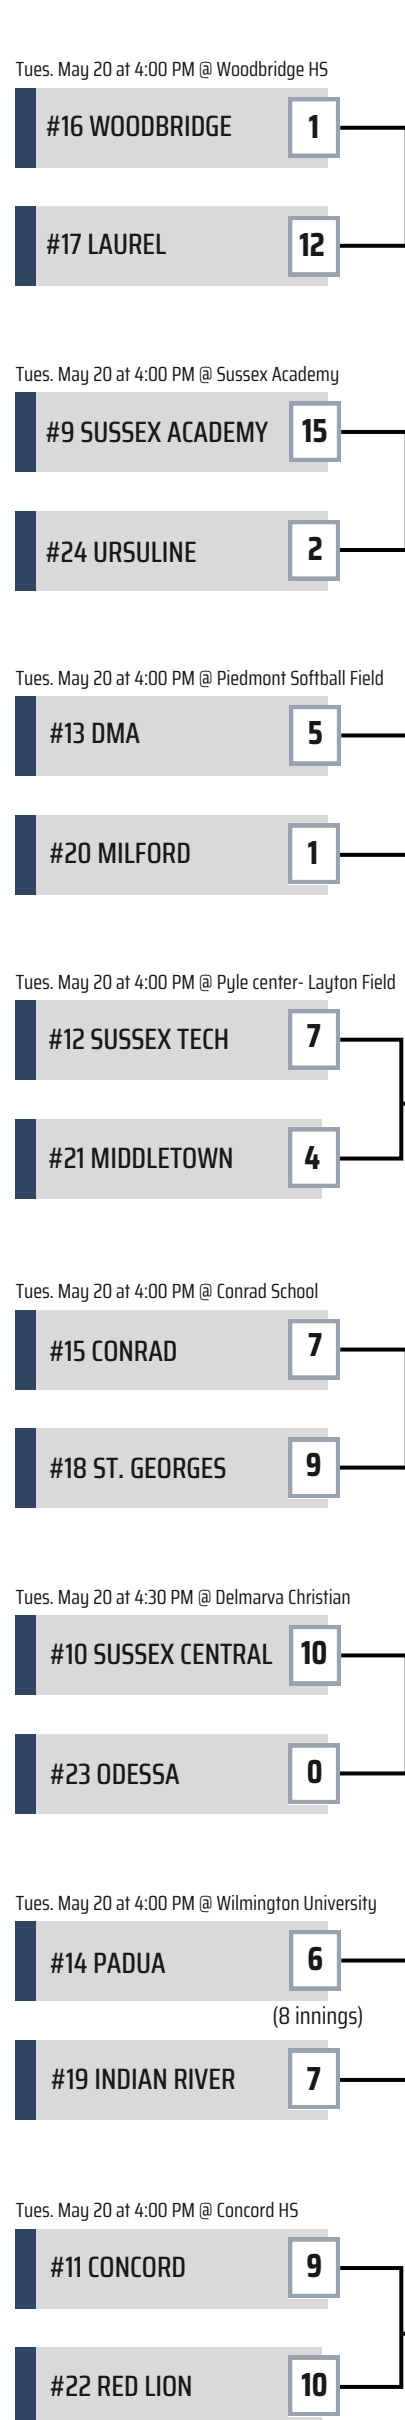 Tues. May 20 at 4:00 PM @ Woodbridge HS
#16 WOODBRIDGE 1
#17 LAUREL 12
Tues. May 20 at 4:00 PM @ Sussex Academy
#9 SUSSEX ACADEMY 15
#24 URSULINE 2
Tues. May 20 at 4:00 PM @ Piedmont Softball Field
#13 DMA 5
#20 MILFORD 1
Tues. May 20 at 4:00 PM @ Pyle center- Layton Field
#12 SUSSEX TECH 7
#21 MIDDLETOWN 4
Tues. May 20 at 4:00 PM @ Conrad School
#15 CONRAD 7
#18 ST. GEORGES 9
Tues. May 20 at 4:30 PM @ Delmarva Christian
#10 SUSSEX CENTRAL 10
#23 ODESSA 0
Tues. May 20 at 4:00 PM @ Wilmington University
#14 PADUA 6
(8 innings)
#19 INDIAN RIVER 7
Tues. May 20 at 4:00 PM @ Concord HS
#11 CONCORD 9
#22 RED LION 10